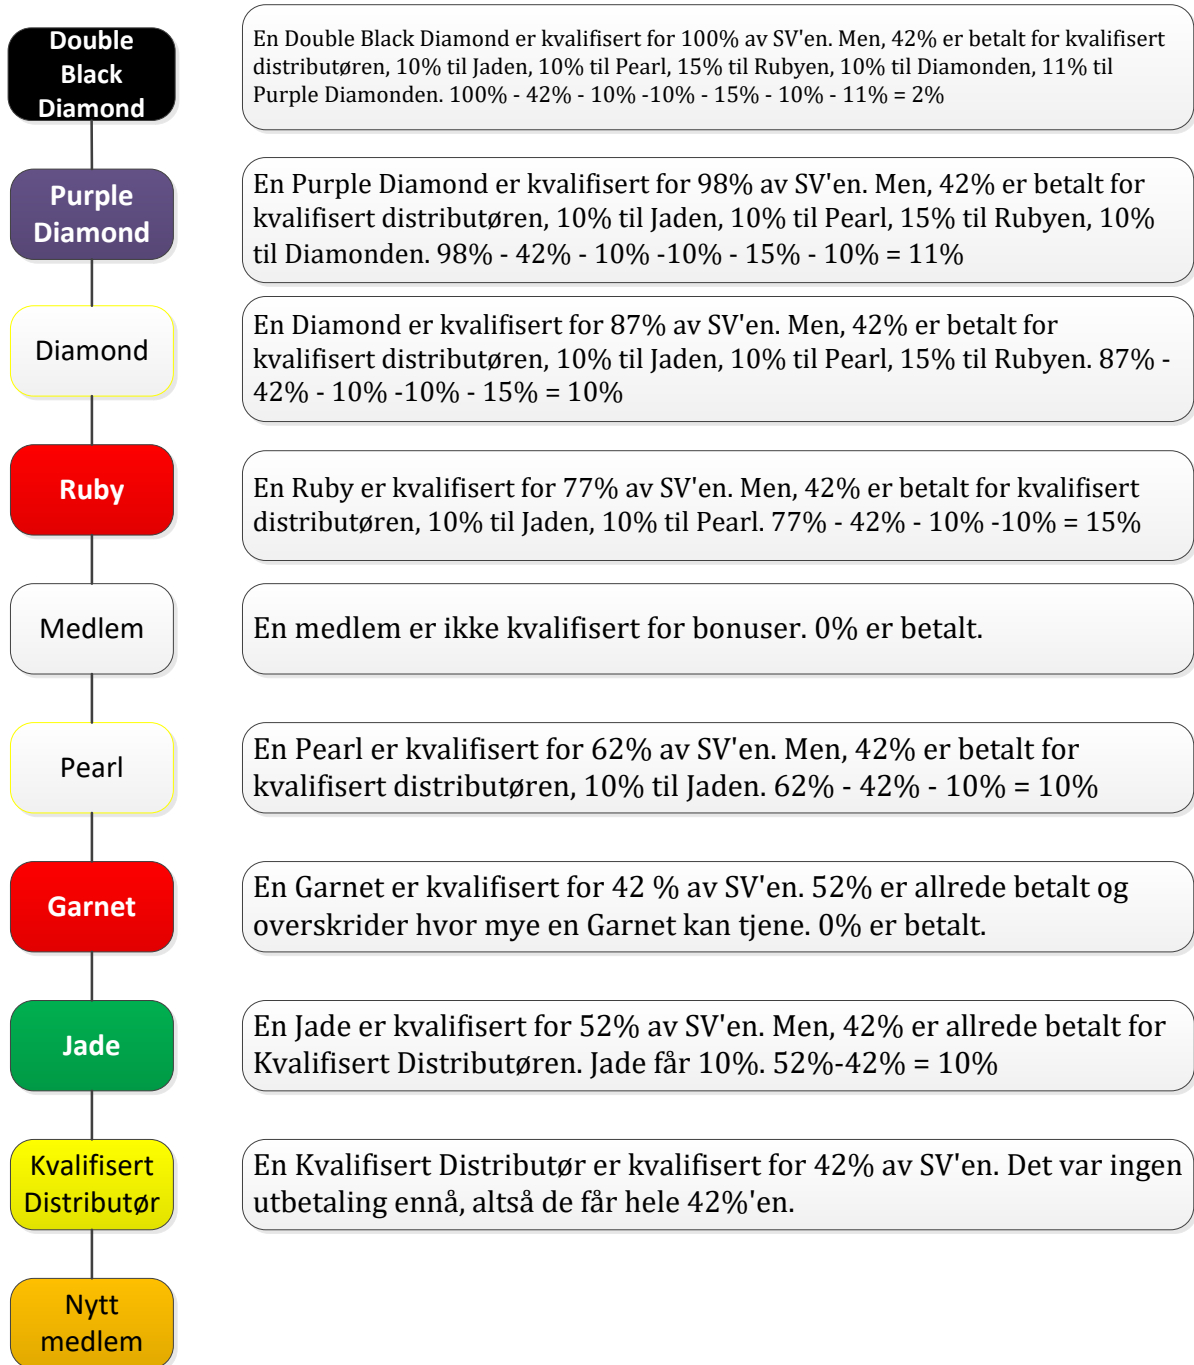 Double
Black
Diamond
En Double Black Diamond er kvalifisert for 100% av SV'en. Men, 42% er betalt for kvalifisert
distributøren, 10% til Jaden, 10% til Pearl, 15% til Rubyen, 10% til Diamonden, 11% til
Purple Diamonden. 100% - 42% - 10% -10% - 15% - 10% - 11% = 2%
Purple
Diamond
En Purple Diamond er kvalifisert for 98% av SV'en. Men, 42% er betalt for
kvalifisert distributøren, 10% til Jaden, 10% til Pearl, 15% til Rubyen, 10%
til Diamonden. 98% - 42% - 10% -10% - 15% - 10% = 11%
Diamond
En Diamond er kvalifisert for 87% av SV'en. Men, 42% er betalt for
kvalifisert distributøren, 10% til Jaden, 10% til Pearl, 15% til Rubyen. 87% -
42% - 10% -10% - 15% = 10%
Ruby
En Ruby er kvalifisert for 77% av SV'en. Men, 42% er betalt for kvalifisert
distributøren, 10% til Jaden, 10% til Pearl. 77% - 42% - 10% -10% = 15%
Medlem
En medlem er ikke kvalifisert for bonuser. 0% er betalt.
Pearl
En Pearl er kvalifisert for 62% av SV'en. Men, 42% er betalt for
kvalifisert distributøren, 10% til Jaden. 62% - 42% - 10% = 10%
Garnet
En Garnet er kvalifisert for 42 % av SV'en. 52% er allrede betalt og
overskrider hvor mye en Garnet kan tjene. 0% er betalt.
Jade
En Jade er kvalifisert for 52% av SV'en. Men, 42% er allrede betalt for
Kvalifisert Distributøren. Jade får 10%. 52%-42% = 10%
Kvalifisert
Distributør
En Kvalifisert Distributør er kvalifisert for 42% av SV'en. Det var ingen
utbetaling ennå, altså de får hele 42%'en.
Nytt
medlem